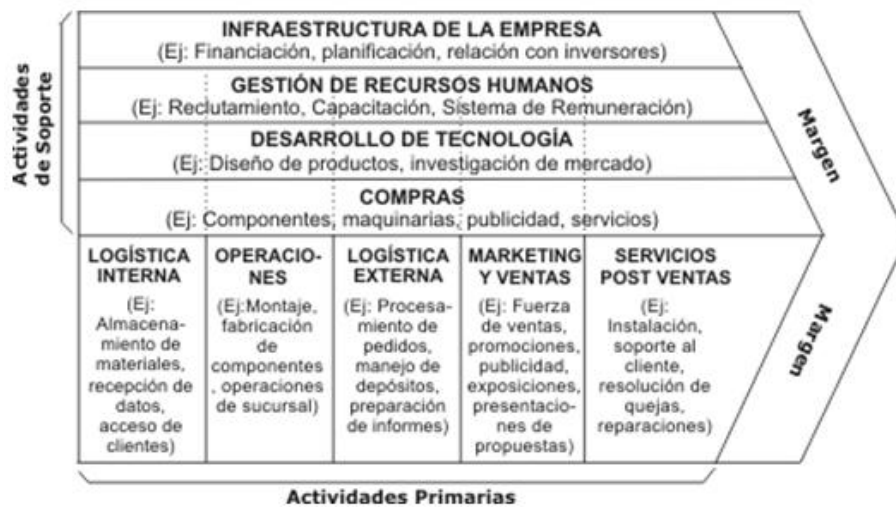 INFRAESTRUCTURA DE LA EMPRESA
(Ej: Financiación, planificación, relación con inversores)
GESTIÓN DE RECURSOS HUMANOS
(Ej: Reclutamiento, Capacitación, Sistema de Remuneración)
DESARROLLO DE TECNOLOGÍA
(Ej: Diseño de productos, investigación de mercado)
COMPRAS
(Ej: Componentes, maquinarias, publicidad, servicios)
Actividades
de Soporte
Margen
LOGÍSTICA
INTERNA
(Ej:
Almacena-
miento de
materiales,
recepción de
datos,
acceso de
clientes)
OPERACIO-
NES
(Ej:Montaje,
fabricación
de
componentes
, operaciones
de sucursal)
LOGÍSTICA
EXTERNA
(Ej: Procesa-
miento de
pedidos,
manejo de
depósitos,
preparación
de informes)
MARKETING
Y VENTAS
(Ej: Fuerza
de ventas,
promociones,
publicidad,
exposiciones,
presentacio-
nes de
propuestas)
SERVICIOS
POST VENTAS
(Ej:
Instalación,
soporte al
cliente,
resolución de
quejas,
reparaciones)
Margen
Actividades Primarias